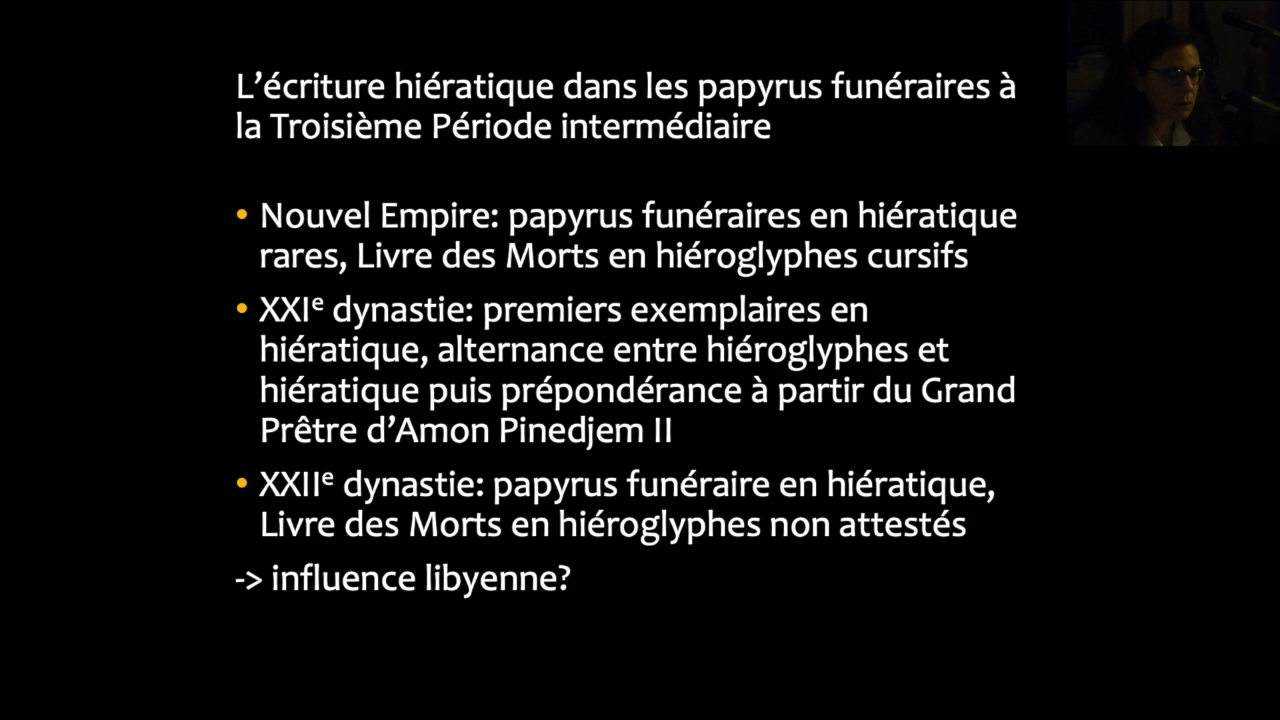 L’écriture hiératique dans les papyrus funéraires à
la Troisième Période intermédiaire
• Nouvel Empire: papyrus funéraires en hiératique
rares, Livre des Morts en hiéroglyphes cursifs
• XXIᵉ dynastie: premiers exemplaires en
hiératique, alternance entre hiéroglyphes et
hiératique puis prépondérance à partir du Grand
Prêtre d’Amon Pinedjem II
• XXIIᵉ dynastie: papyrus funéraire en hiératique,
Livre des Morts en hiéroglyphes non attestés
-> influence libyenne?